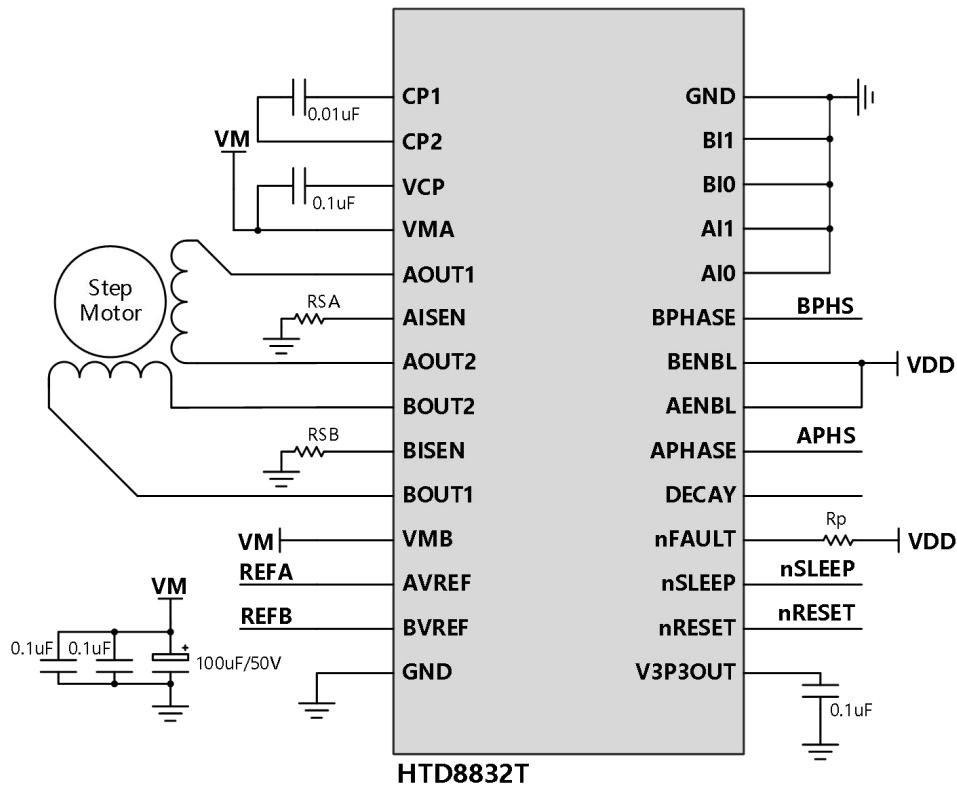 CP1
GND
0.01uF
VM
CP2
BI1
VCP
BI0
0.1uF
VMA
AI1
AOUT1
AI0
Step
Motor
RSA
AISEN
BPHASE
BPHS
AOUT2
BENBL
VDD
BOUT2
AENBL
RSB
BISEN
APHASE
APHS
BOUT1
DECAY
VM
VMB
nFAULT
Rp
VDD
REFA
AVREF
nSLEEP
nSLEEP
VM
REFB
BVREF
nRESET
nRESET
0.1uF
0.1uF
+
100uF/50V
GND
V3P3OUT
0.1uF
HTD8832T